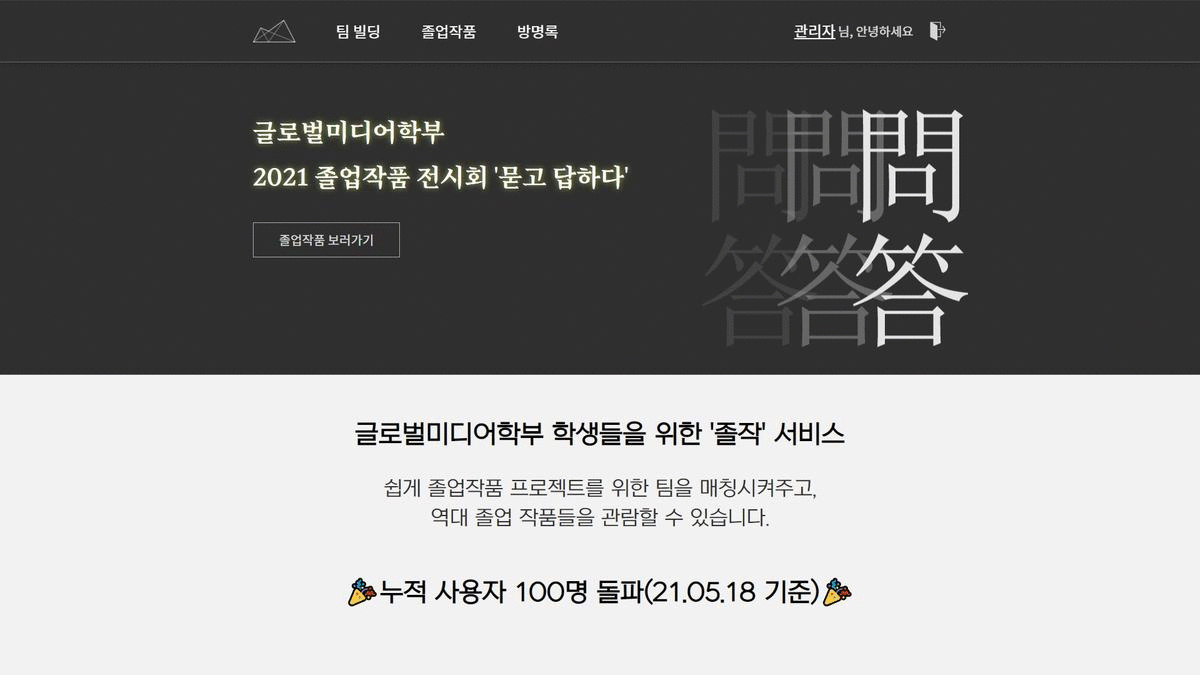 팀 빌딩 졸업작품 방명록 관리자 님, 안녕하세요
글로벌미디어학부
2021 졸업작품 전시회 '묻고 답하다'
졸업작품 보러가기
問問問
答答答
글로벌미디어학부 학생들을 위한 '졸작' 서비스
쉽게 졸업작품 프로젝트를 위한 팀을 매칭시켜주고,
역대 졸업 작품들을 관람할 수 있습니다.
🎉누적 사용자 100명 돌파(21.05.18 기준)🎉